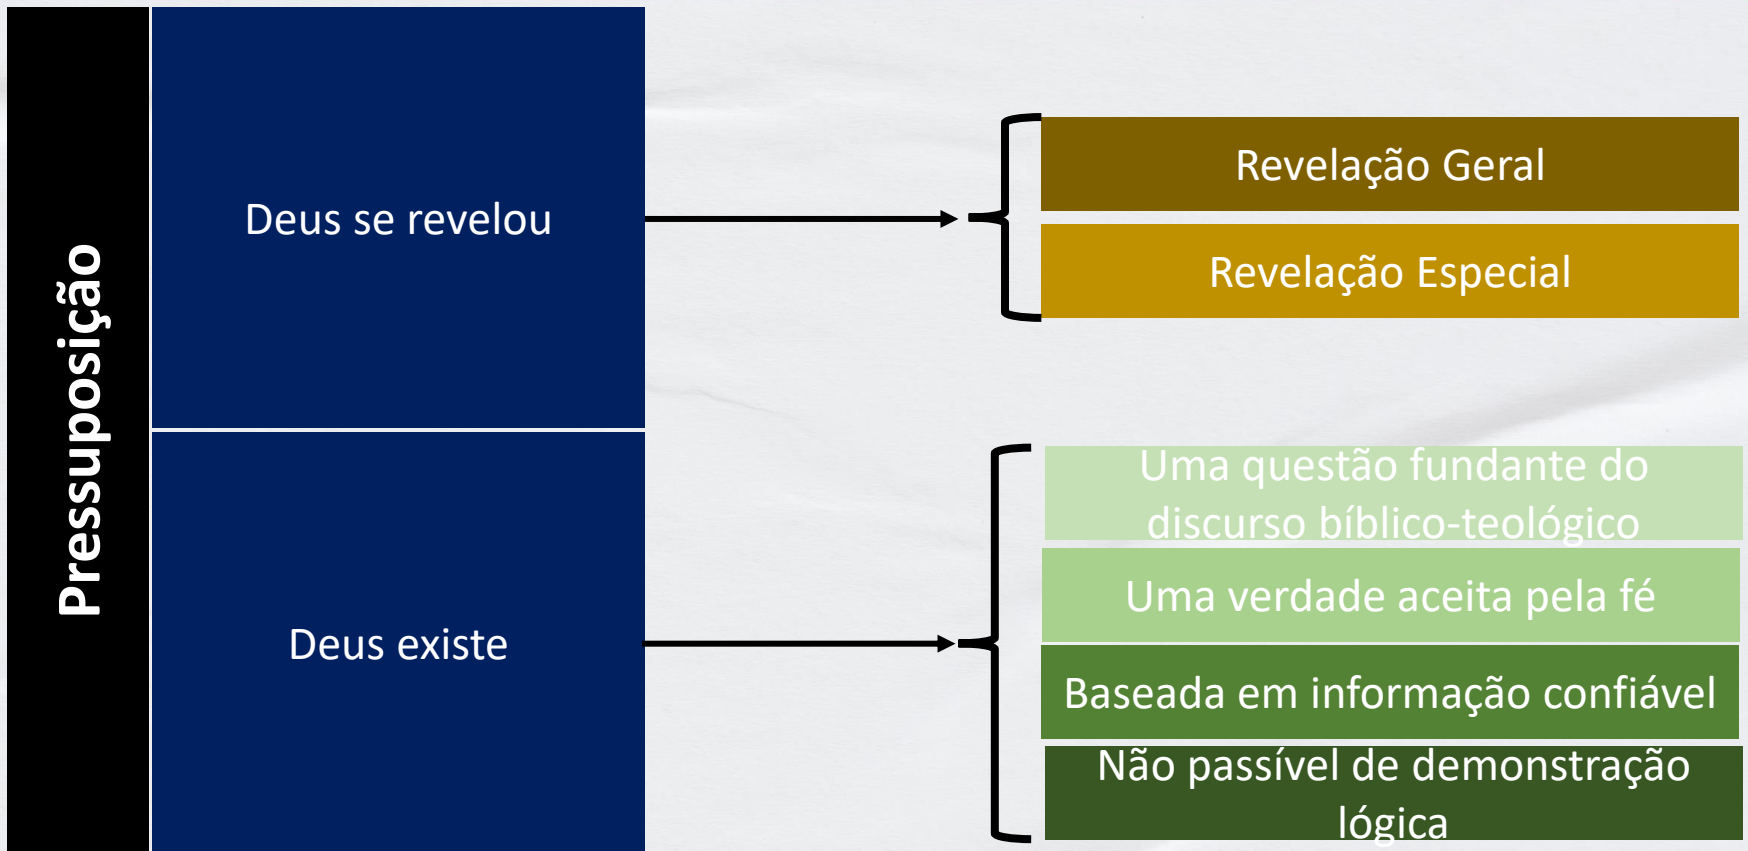 Pressuposição
Deus se revelou
Revelação Geral
Revelação Especial
Deus existe
Uma questão fundante do
discurso bíblico-teológico
Uma verdade aceita pela fé
Baseada em informação confiável
Não passível de demonstração
lógica